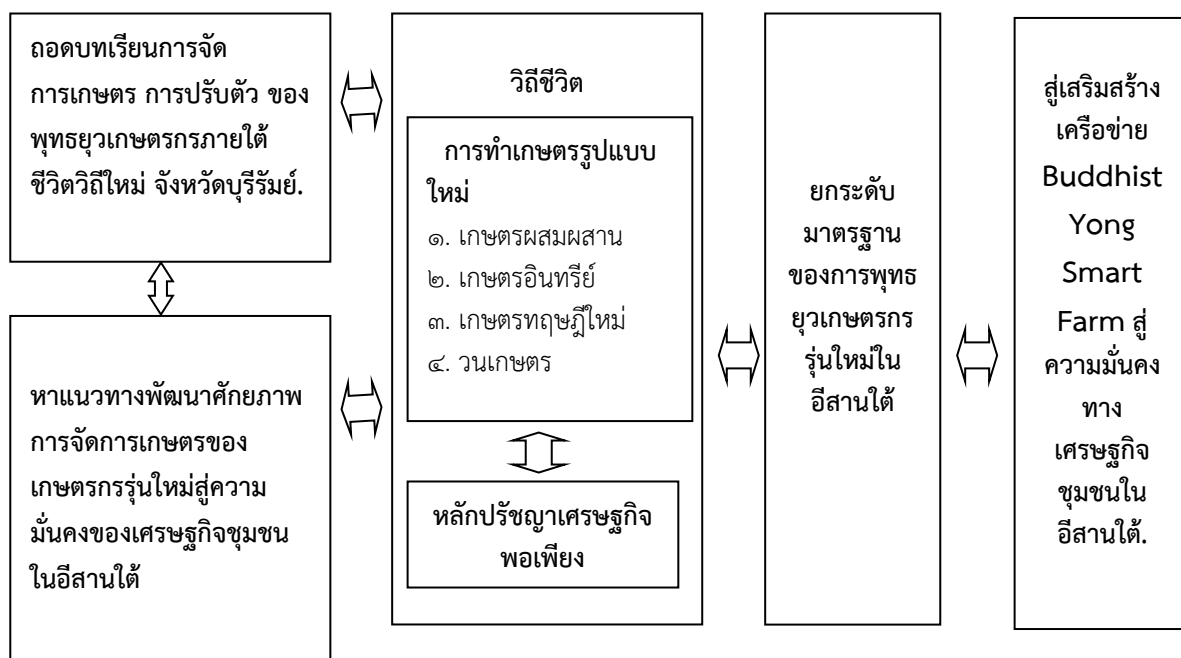 ถอดบทเรียนการจัด
การเกษตร การปรับตัว ของ
พุทธยุวเกษตรกรภายใต้
ชีวิตวิถีใหม่ จังหวัดบุรีรัมย์.
หาแนวทางพัฒนาศักยภาพ
การจัดการเกษตรของ
เกษตรกรรุ่นใหม่สู่ความ
มั่นคงของเศรษฐกิจชุมชน
ในอีสานใต้
วิถีชีวิต
การทำเกษตรรูปแบบ
ใหม่
๑. เกษตรผสมผสาน
๒. เกษตรอินทรีย์
๓. เกษตรทฤษฎีใหม่
๔. วนเกษตร
หลักปรัชญาเศรษฐกิจ
พอเพียง
ยกระดับ
มาตรฐาน
ของการพุทธ
ยุวเกษตรกร
รุ่นใหม่ใน
อีสานใต้
สู่เสริมสร้าง
เครือข่าย
Buddhist
Yong
Smart
Farm สู่
ความมั่นคง
ทาง
เศรษฐกิจ
ชุมชนใน
อีสานใต้.